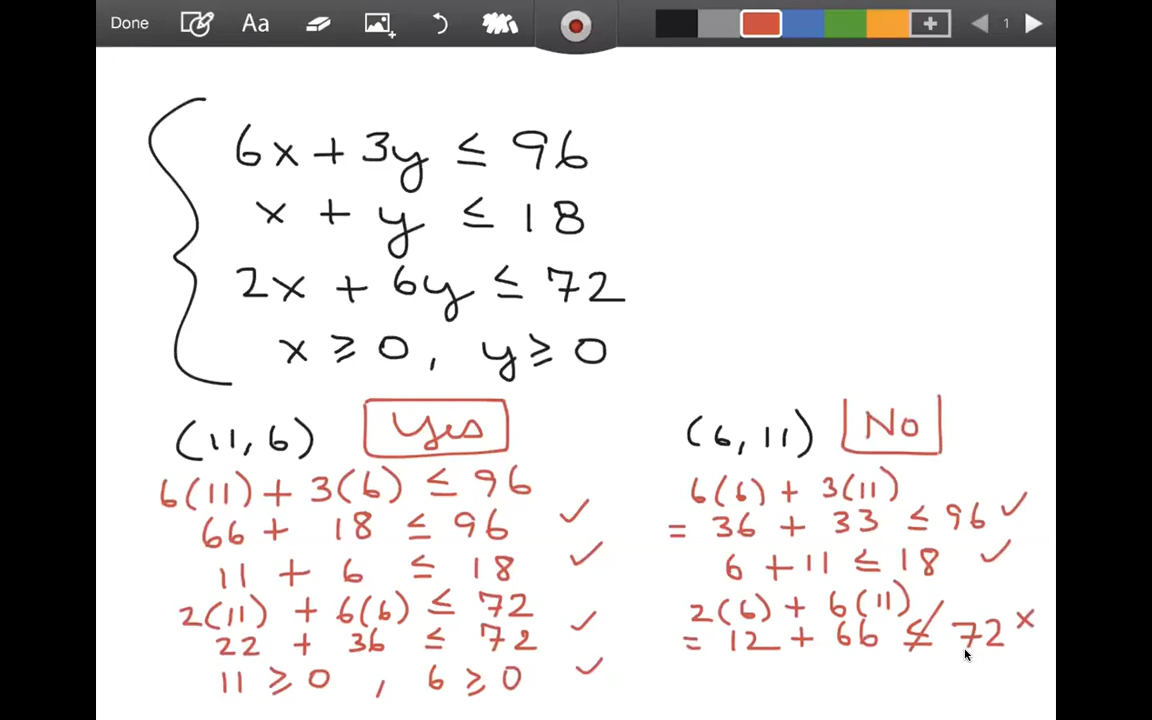 Done Aa 1
6x + 3y ≤ 96
x + y ≤ 18
2x + 6y ≤ 72
x ≥ 0, y ≥ 0
(11, 6) Yes
6(11) + 3(6) ≤ 96
66 + 18 ≤ 96 ✓
11 + 6 ≤ 18 ✓
2(11) + 6(6) ≤ 72
22 + 36 ≤ 72 ✓
11 ≥ 0, 6 ≥ 0 ✓
(6, 11) No
6(6) + 3(11)
= 36 + 33 ≤ 96 ✓
6 + 11 ≤ 18 ✓
2(6) + 6(11)
= 12 + 66 ≰ 72 ×